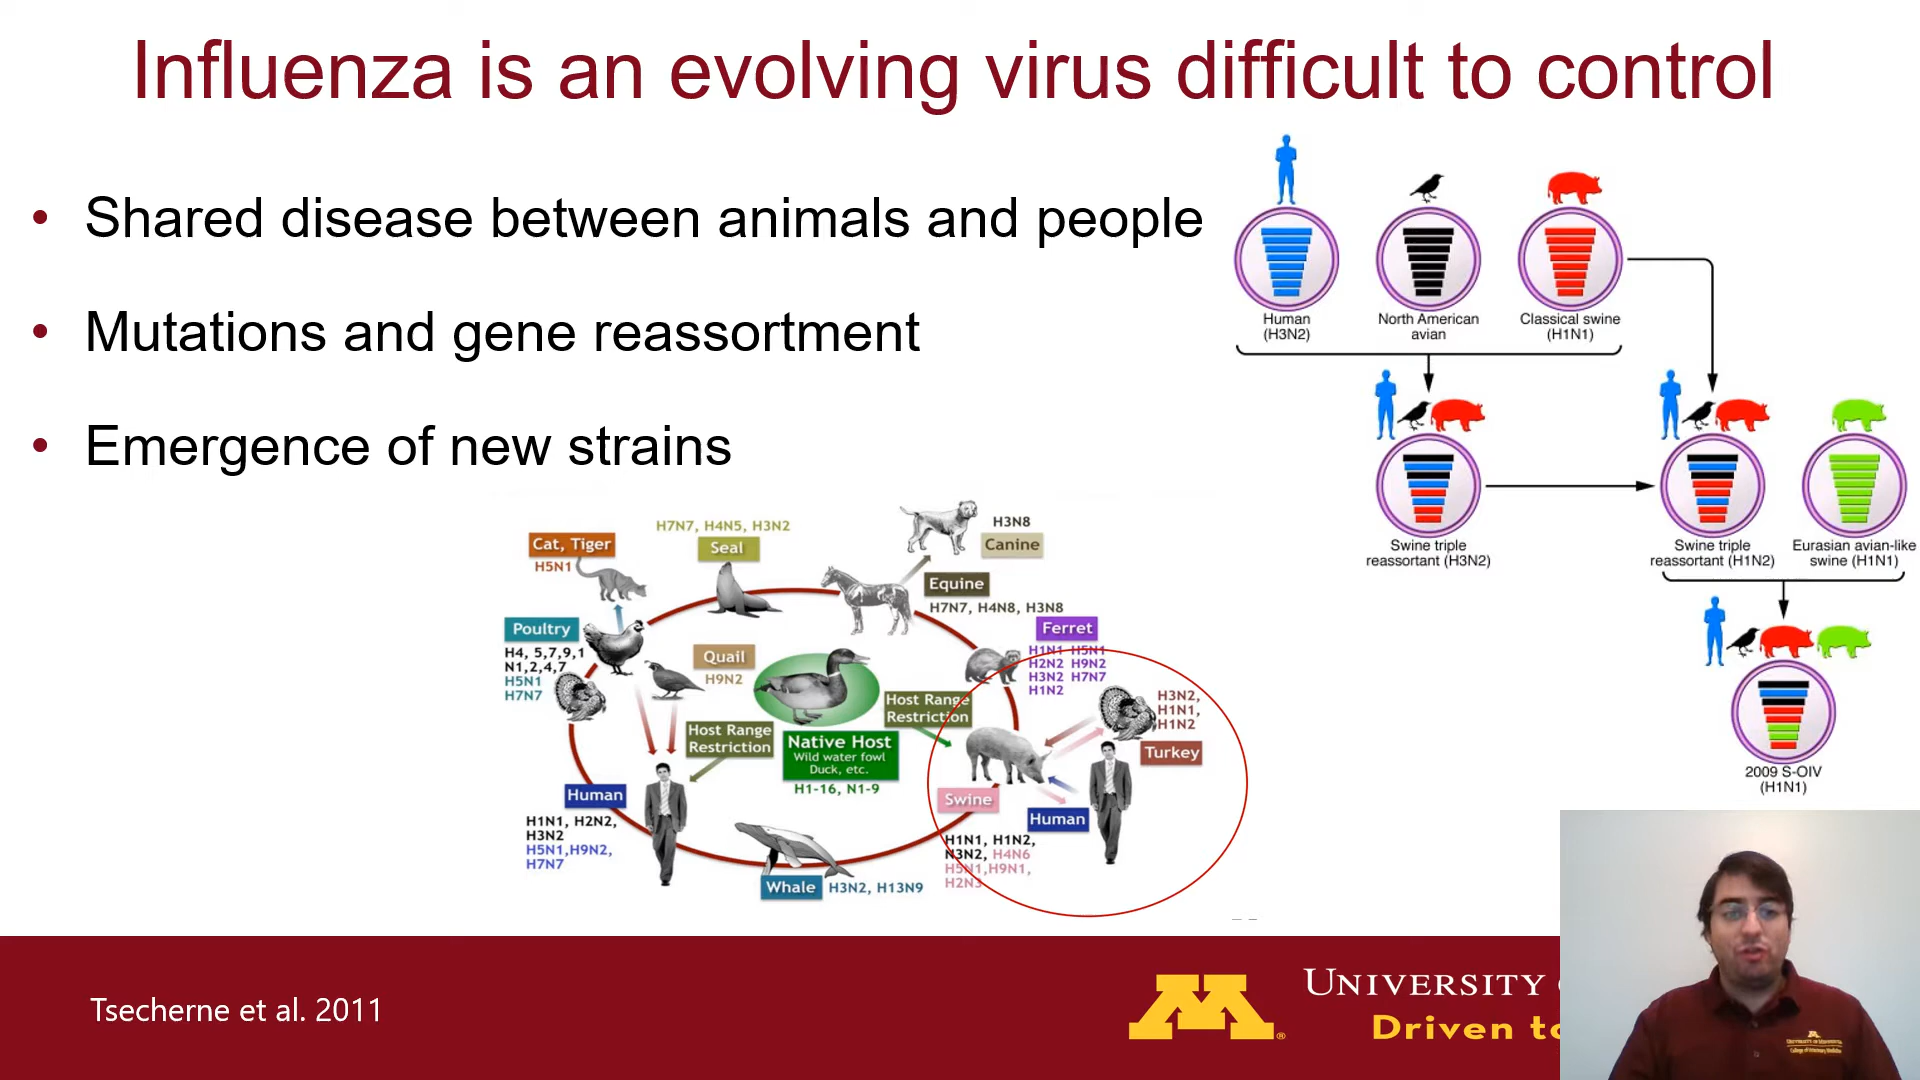 Influenza is an evolving virus difficult to control
• Shared disease between animals and people
• Mutations and gene reassortment
• Emergence of new strains
Human
(H3N2)
North American
avian
Classical swine
(H1N1)
Swine triple
reassortant (H3N2)
Swine triple
reassortant (H1N2)
Eurasian avian-like
swine (H1N1)
2009 S-OIV
(H1N1)
Cat, Tiger
H5N1
H7N7, H4N5, H3N2
Seal
H3N8
Canine
Equine
H7N7, H4N8, H3N8
Poultry
H4, 5,7,9,1
N1,2,4,7
H5N1
H7N7
Quail
H9N2
Ferret
H1N1 H5N1
H2N2 H9N2
H3N2 H7N7
H1N2
Host Range
Restriction
Host Range
Restriction
Native Host
Wild water fowl
Duck, etc.
H1-16, N1-9
H3N2,
H1N1,
H1N2
Turkey
Human
H1N1, H2N2,
H3N2
H5N1,H9N2,
H7N7
Swine
Human
H1N1, H1N2,
N3N2, H4N6
H5N1,H9N1,
H2N3
Whale
H3N2, H13N9
Tsecherne et al. 2011
M
UNIVERSITY
Driven to